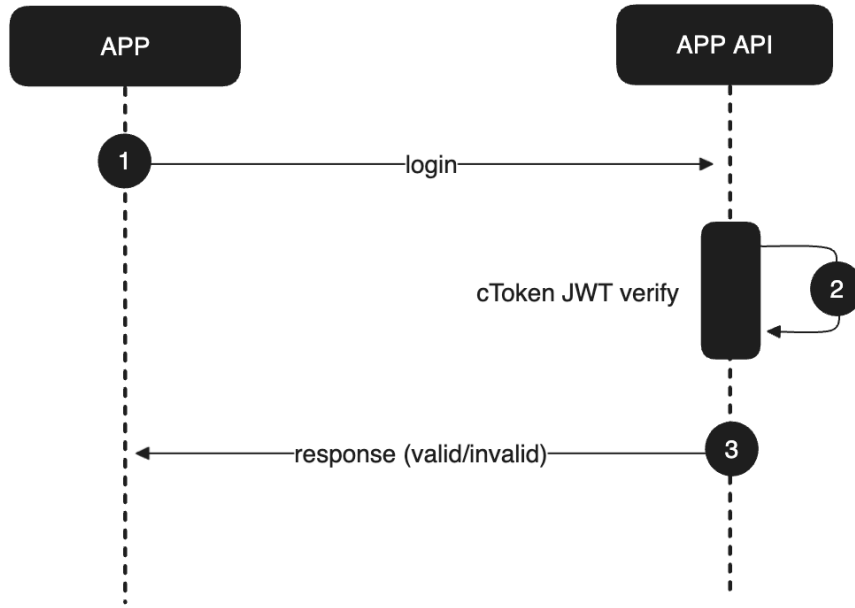 APP
APP API
1
login
cToken JWT verify
2
response (valid/invalid)
3